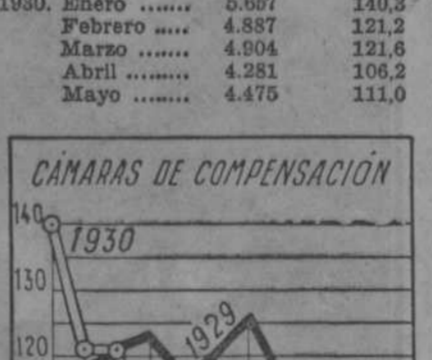 1930. Enero ....... 5.657 140,3
Febrero ..... 4.887 121,2
Marzo ....... 4.904 121,6
Abril ........ 4.281 106,2
Mayo ........ 4.475 111,0
CÁMARAS DE COMPENSACIÓN
140
1930
130
1929
120